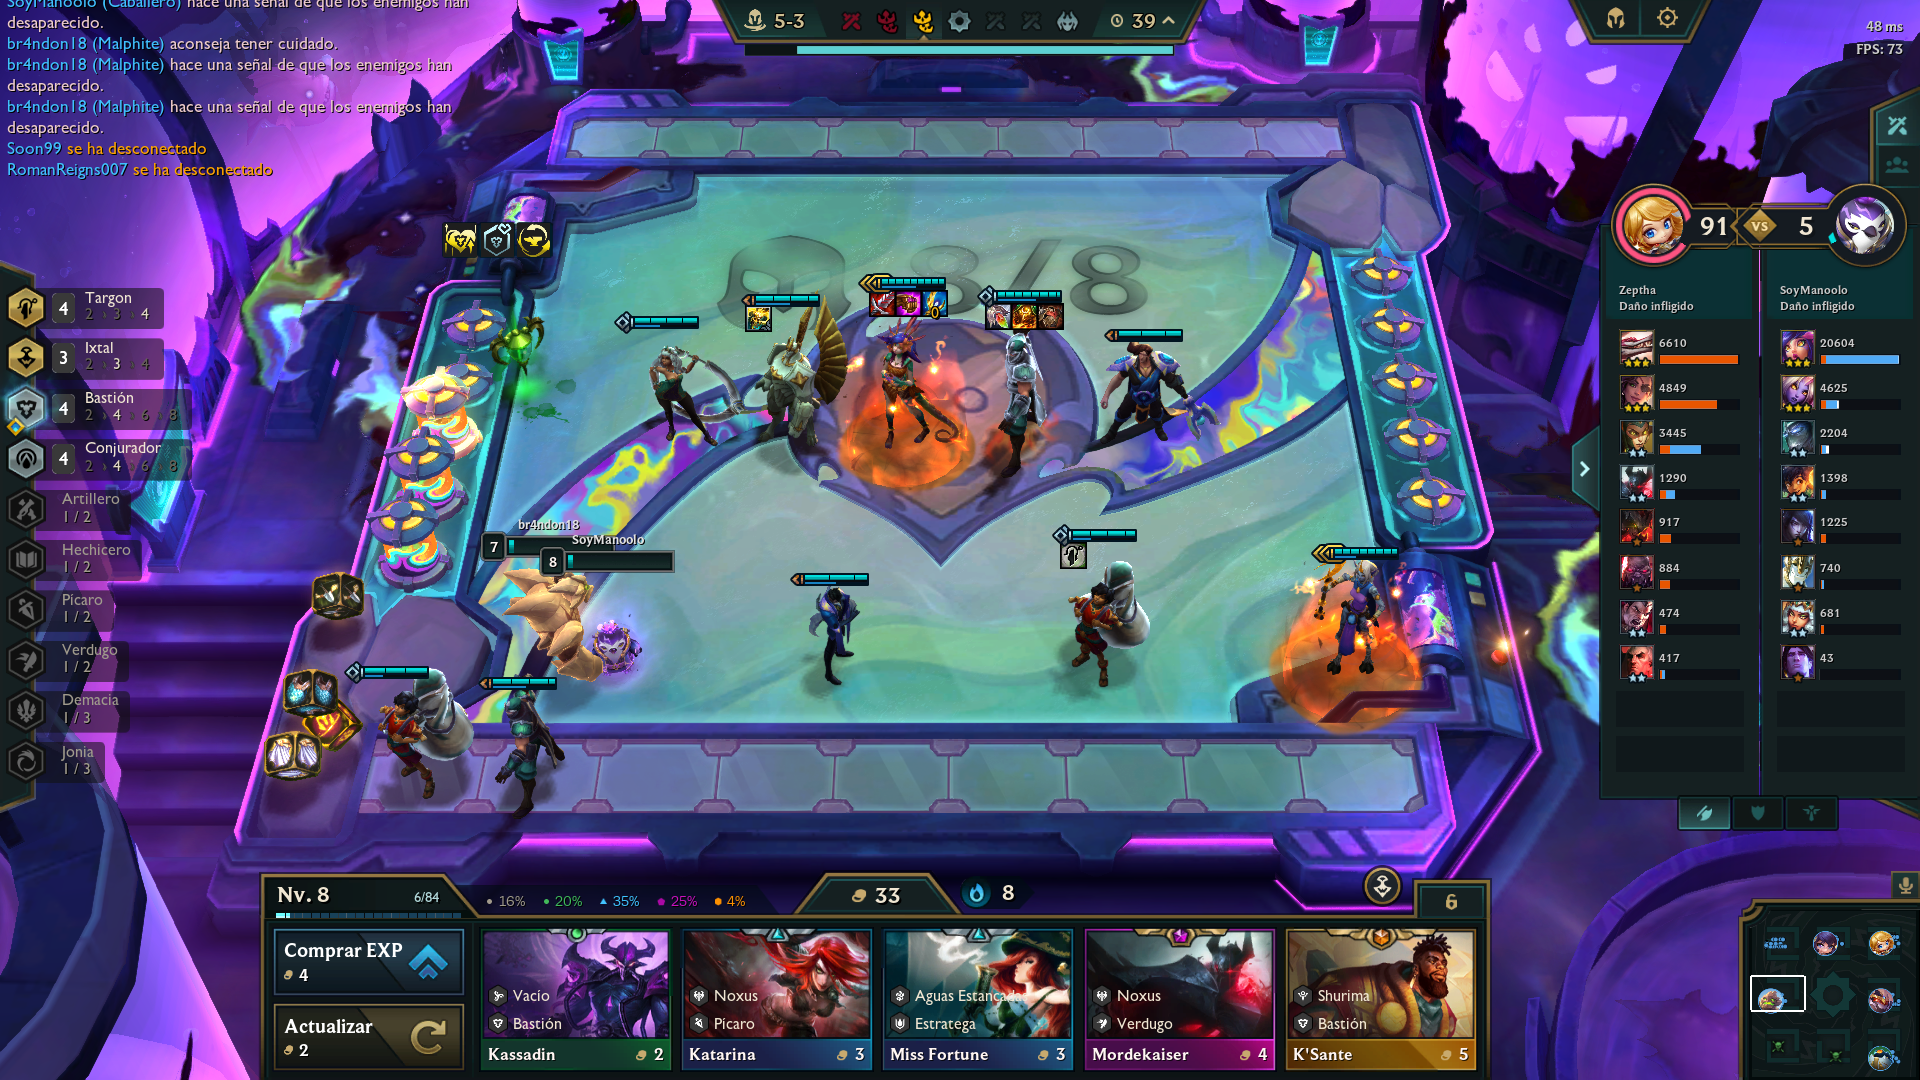 SoyManoolo (Caballero) hace una señal de que los enemigos han
desaparecido.
br4ndon18 (Malphite) aconseja tener cuidado.
br4ndon18 (Malphite) hace una señal de que los enemigos han
desaparecido.
br4ndon18 (Malphite) hace una señal de que los enemigos han
desaparecido.
Soon99 se ha desconectado
RomanReigns007 se ha desconectado
5-3
39
48 ms
FPS: 73
8/8
91
VS
5
Zeptha
Daño infligido
SoyManoolo
Daño infligido
6610
20604
4849
4625
3445
2204
1290
1398
917
1225
884
740
474
681
417
43
4
Targon
2 › 3 › 4
3
Ixtal
2 › 3 › 4
4
Bastión
2 › 4 › 6 › 8
4
Conjurador
2 › 4 › 6 › 8
Artillero
1 / 2
Hechicero
1 / 2
Pícaro
1 / 2
Verdugo
1 / 2
Demacia
1 / 3
Jonia
1 / 3
br4ndon18
7
SoyManoolo
8
0
Nv. 8
6/84
16%
20%
35%
25%
4%
33
8
6
Comprar EXP
4
Actualizar
2
Vacío
Bastión
Kassadin
2
Noxus
Pícaro
Katarina
3
Aguas Estancadas
Estratega
Miss Fortune
3
Noxus
Verdugo
Mordekaiser
4
Shurima
Bastión
K'Sante
5